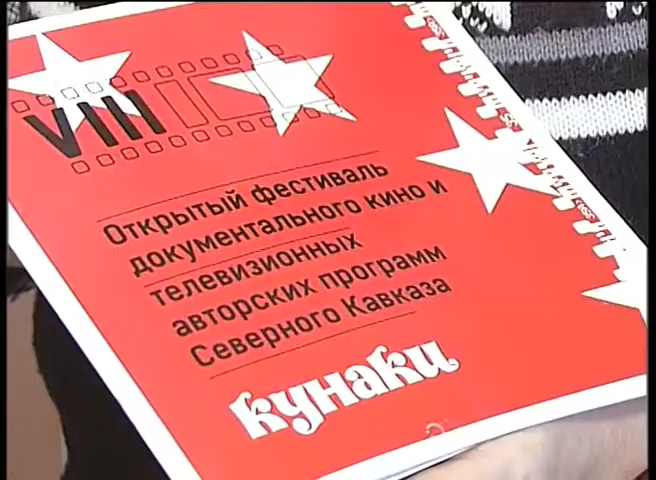 VIII
Открытый фестиваль
документального кино и
телевизионных
авторских программ
Северного Кавказа
кунаки